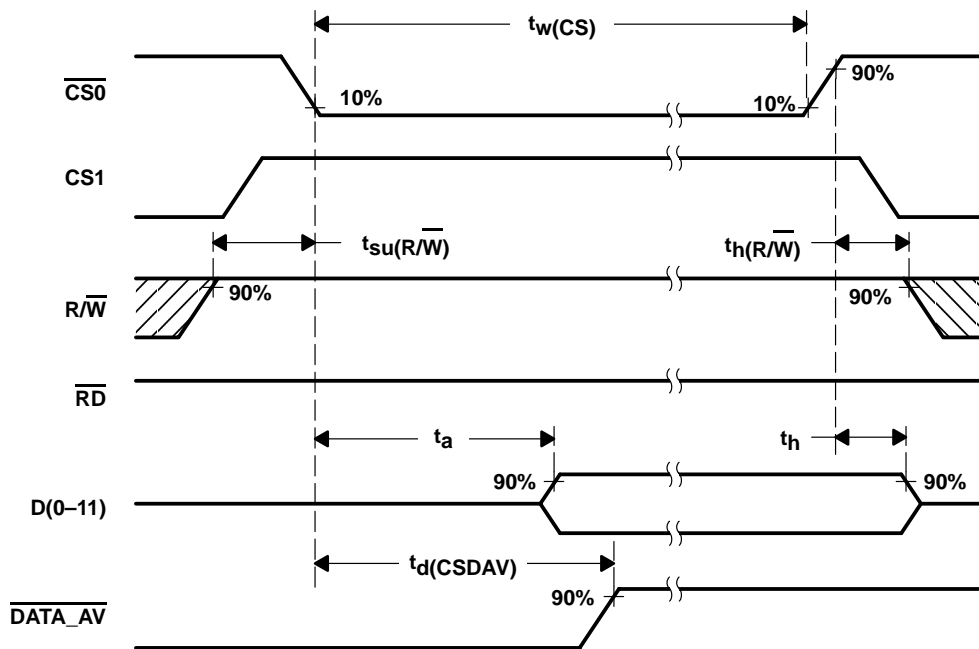 tw(CS)
CS0
10%
10%
90%
CS1
tsu(R/W)
th(R/W)
R/W
90%
90%
RD
ta
th
D(0–11)
90%
90%
td(CSDAV)
DATA_AV
90%